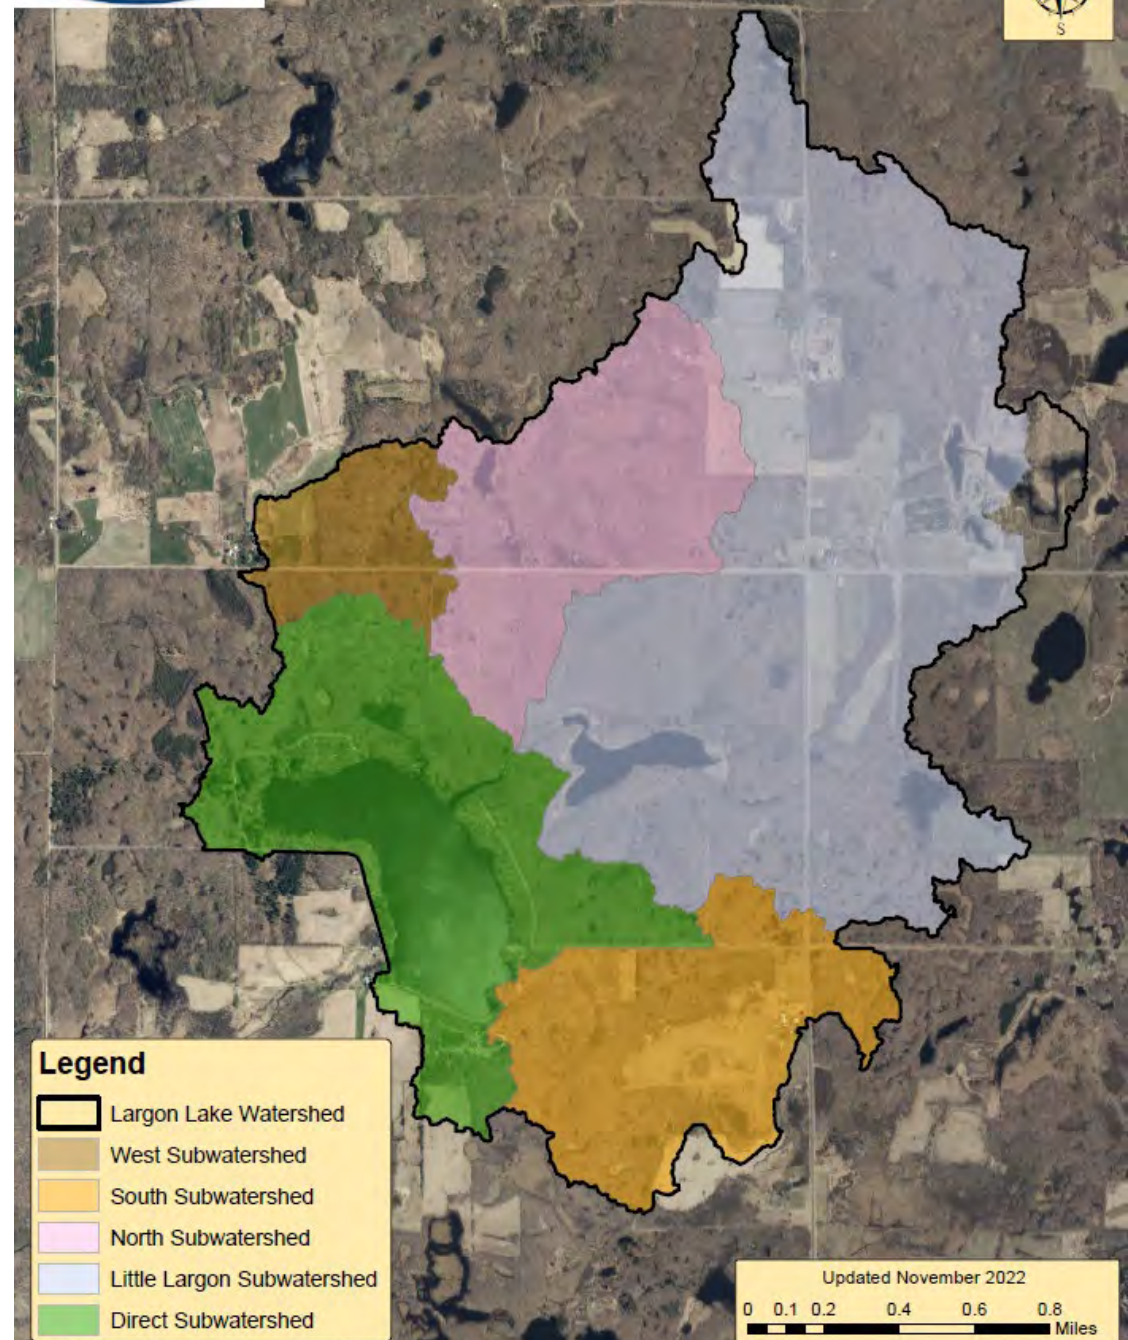 S
Legend
Largon Lake Watershed
West Subwatershed
South Subwatershed
North Subwatershed
Little Largon Subwatershed
Direct Subwatershed
Updated November 2022
0 0.1 0.2 0.4 0.6 0.8
Miles